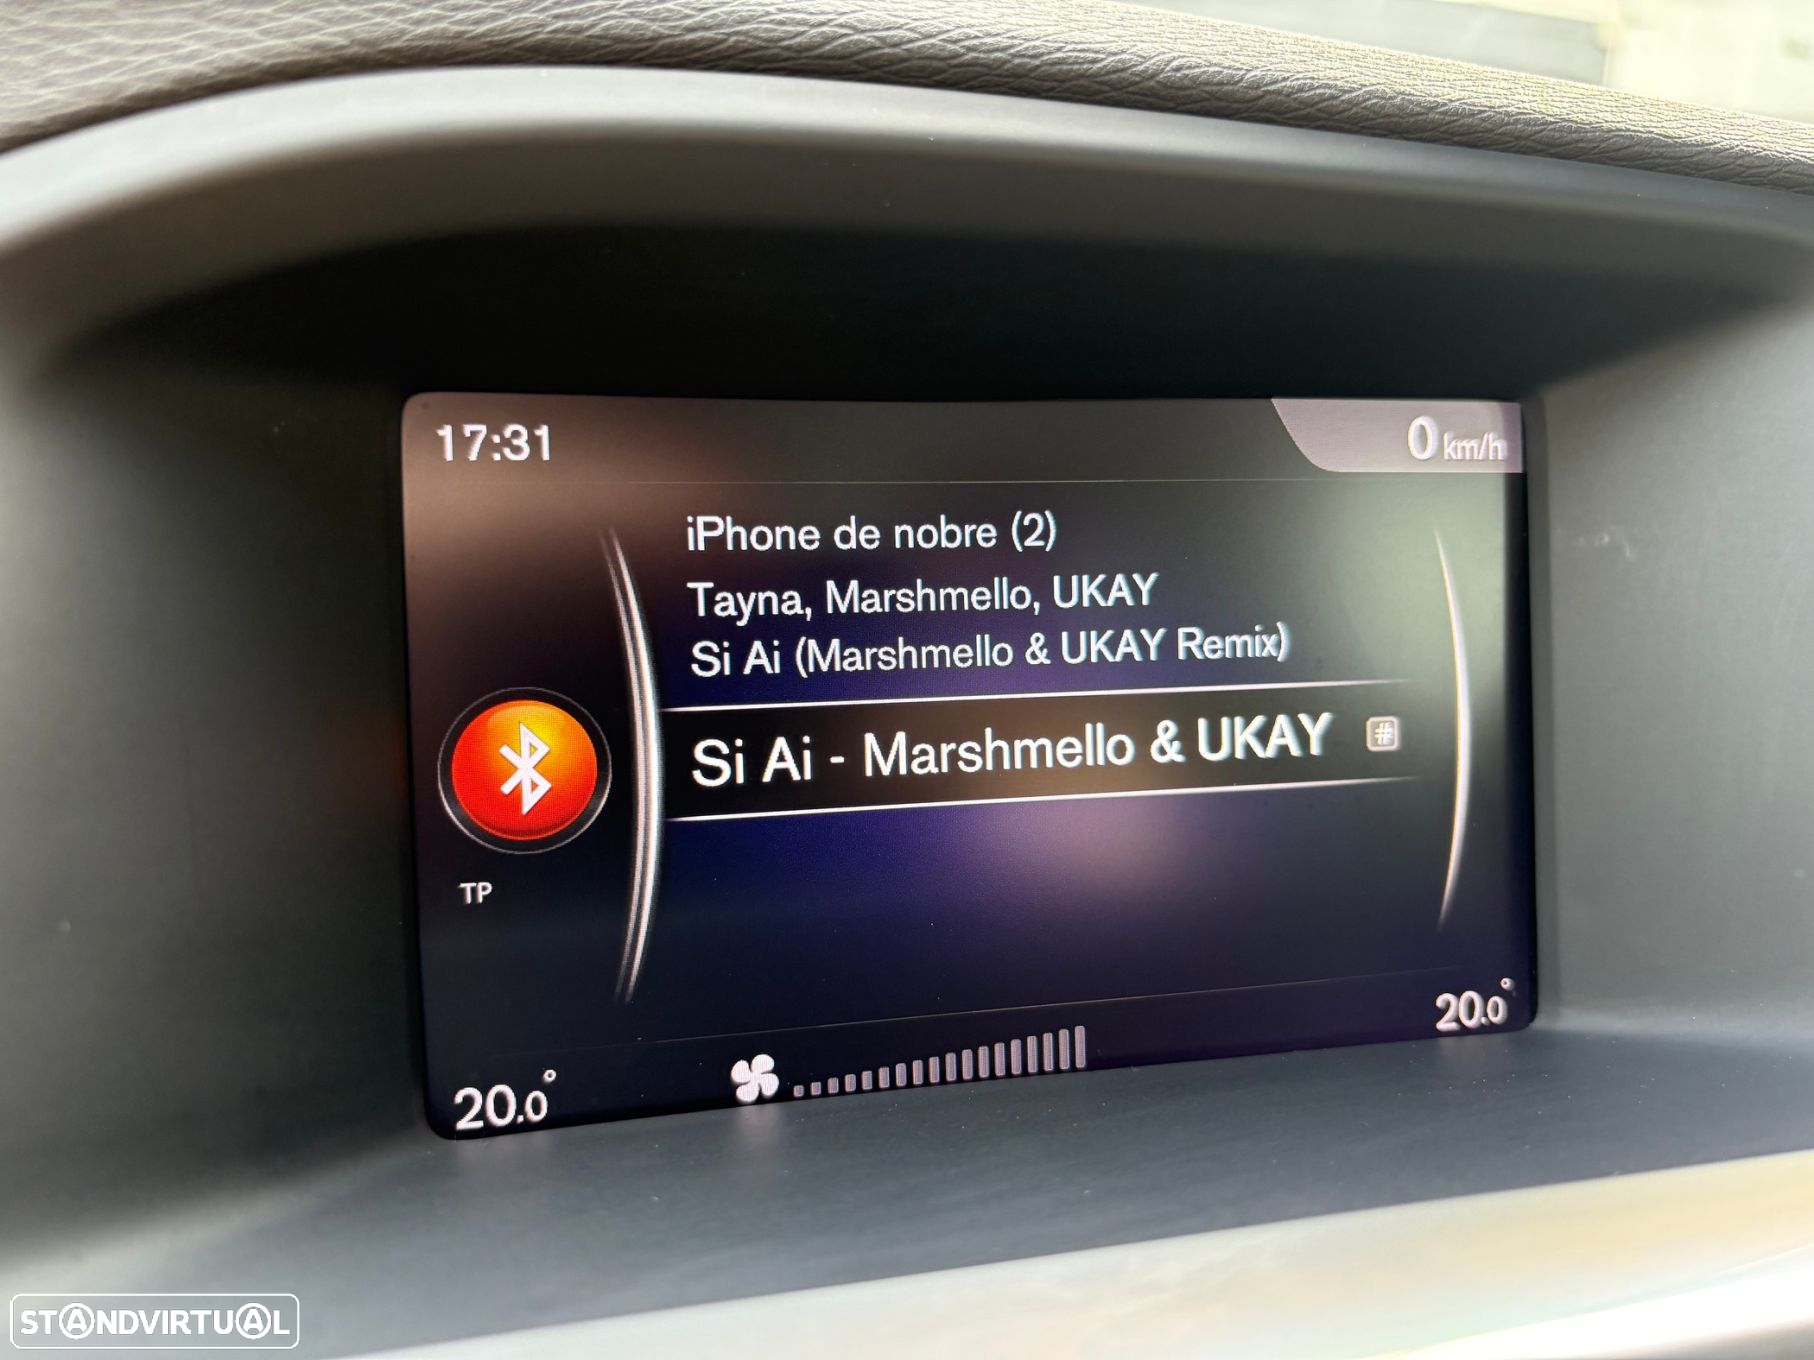 17:31
0 km/h
iPhone de nobre (2)
Tayna, Marshmello, UKAY
Si Ai (Marshmello & UKAY Remix)
Si Ai - Marshmello & UKAY #
TP
20.0°
20.0°
STANDVIRTUAL